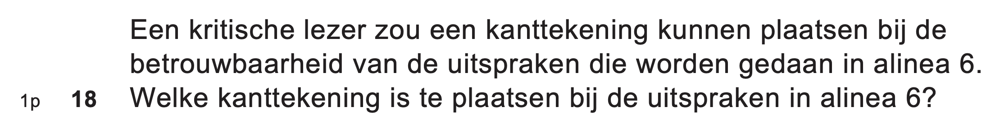 Een kritische lezer zou een kanttekening kunnen plaatsen bij de
betrouwbaarheid van de uitspraken die worden gedaan in alinea 6.
1p 18 Welke kanttekening is te plaatsen bij de uitspraken in alinea 6?